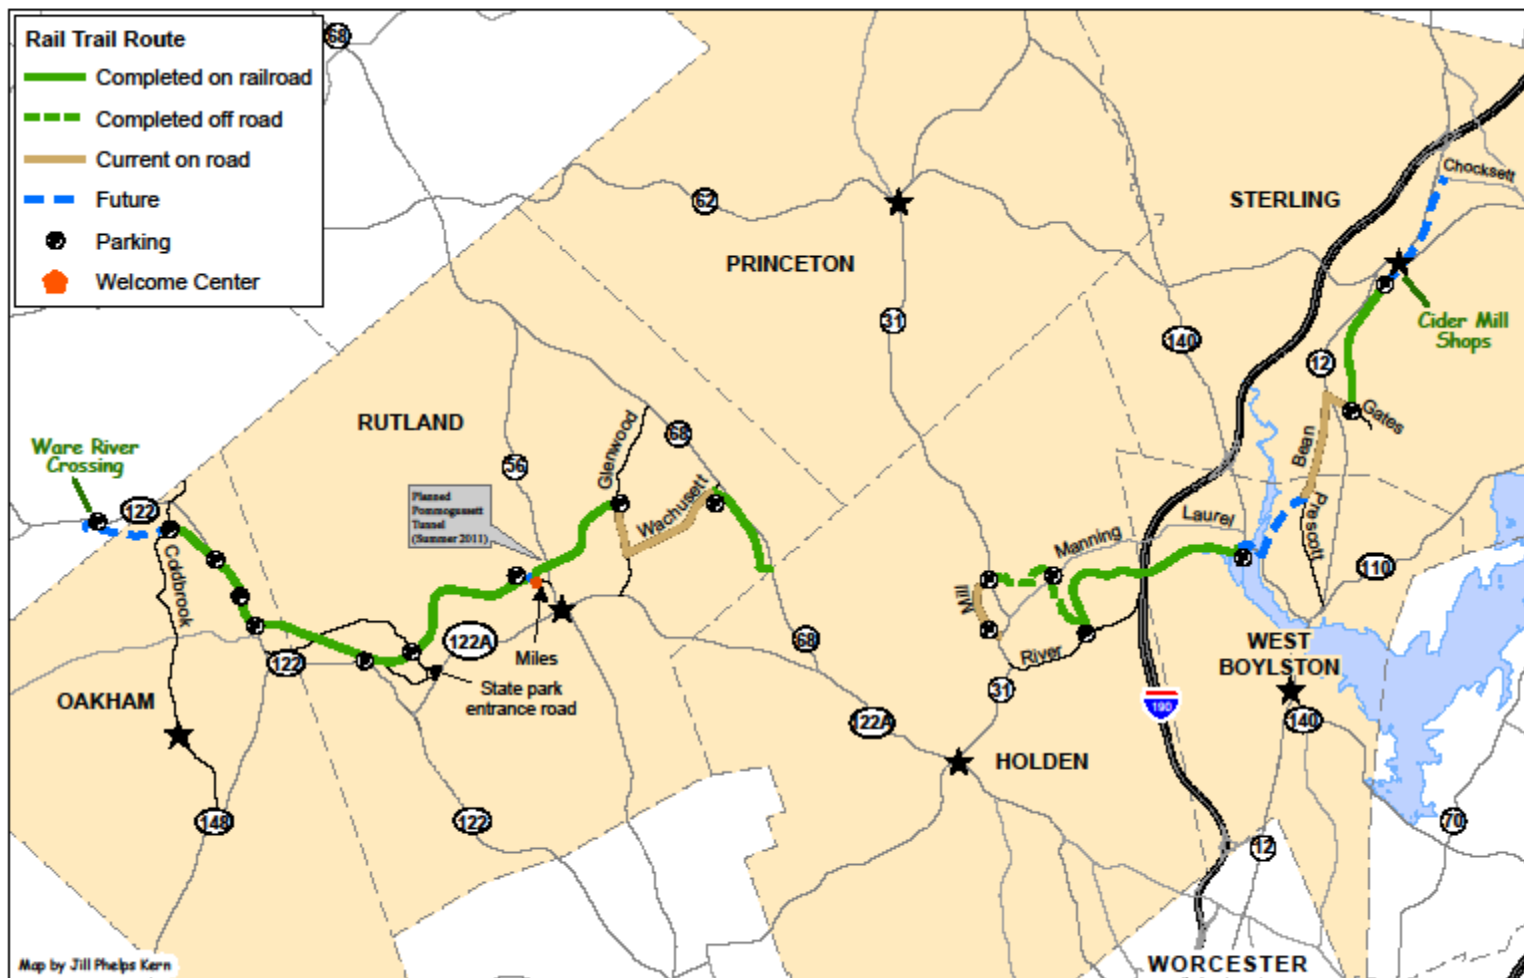 Rail Trail Route
Completed on railroad
Completed off road
Current on road
Future
Parking
Welcome Center
68
62
PRINCETON
31
140
STERLING
Chocksett
Cider Mill
Shops
12
Gates
Bean
Prescott
110
RUTLAND
56
Glenwood
68
Wachusett
Planned
Pommogussett
Tunnel
(Summer 2011)
Ware River
Crossing
122
Coldbrook
122
OAKHAM
148
122A
Miles
State park
entrance road
122
68
122A
Mill
Manning
Laurel
River
31
HOLDEN
190
WEST
BOYLSTON
140
12
70
WORCESTER
Map by Jill Phelps Kern